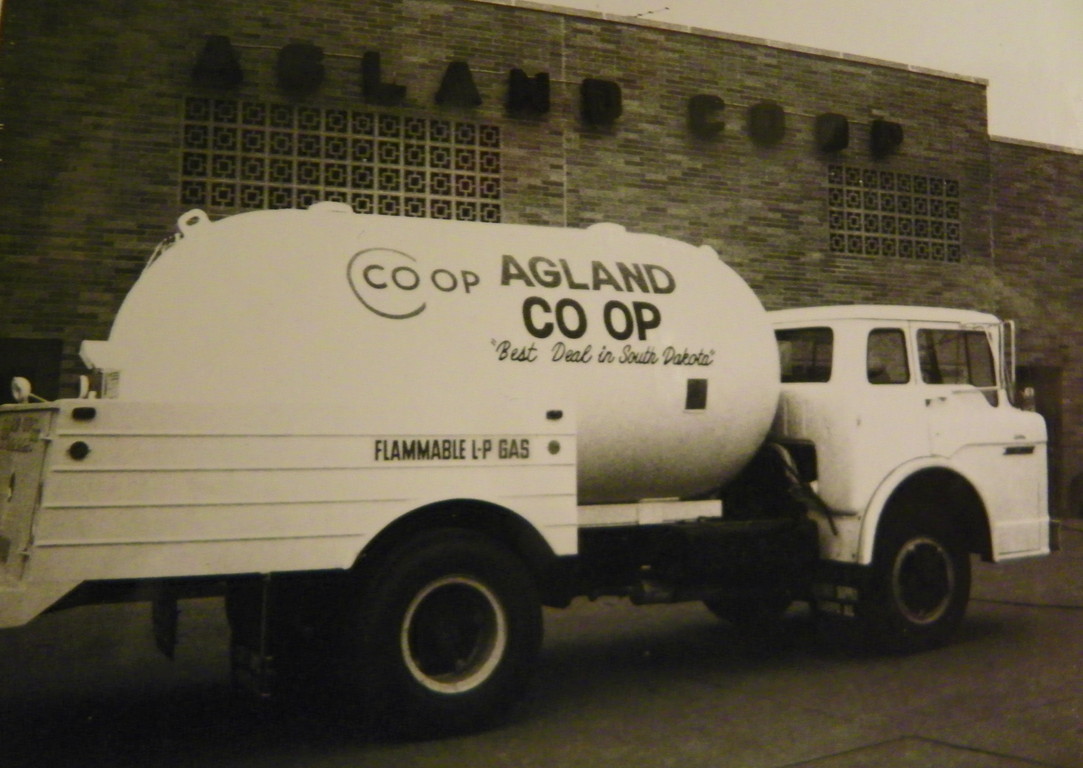 AGLAND CO OP
CO OP
AGLAND
CO OP
"Best Deal in South Dakota"
FLAMMABLE L-P GAS